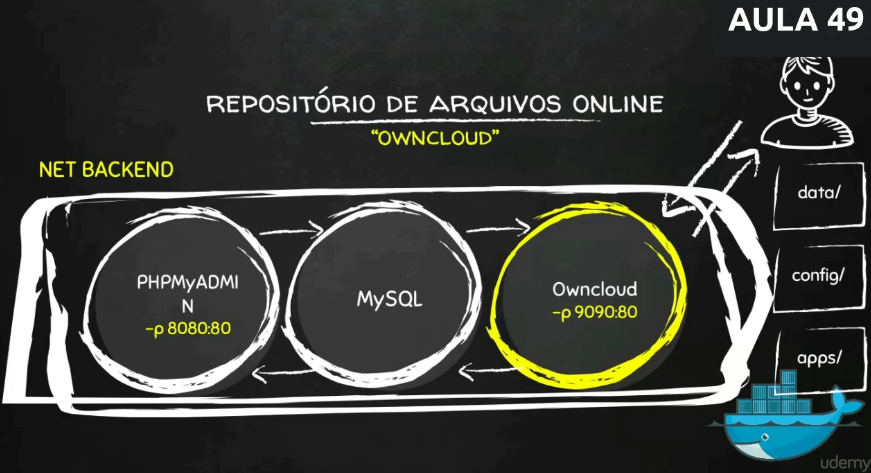 AULA 49
REPOSITÓRIO DE ARQUIVOS ONLINE
“OWNCLOUD”
NET BACKEND
PHPMyADMI
N
-p 8080:80
MySQL
Owncloud
-p 9090:80
data/
config/
apps/
udemy